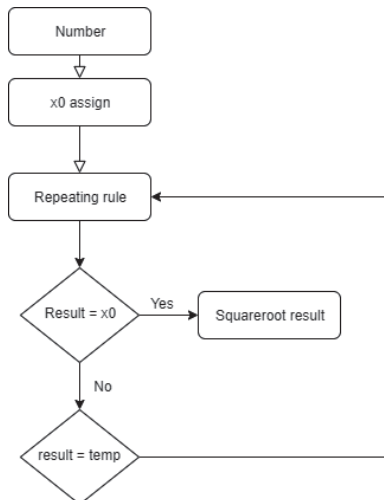 Number
x0 assign
Repeating rule
Result = x0
Yes
Squareroot result
No
result = temp